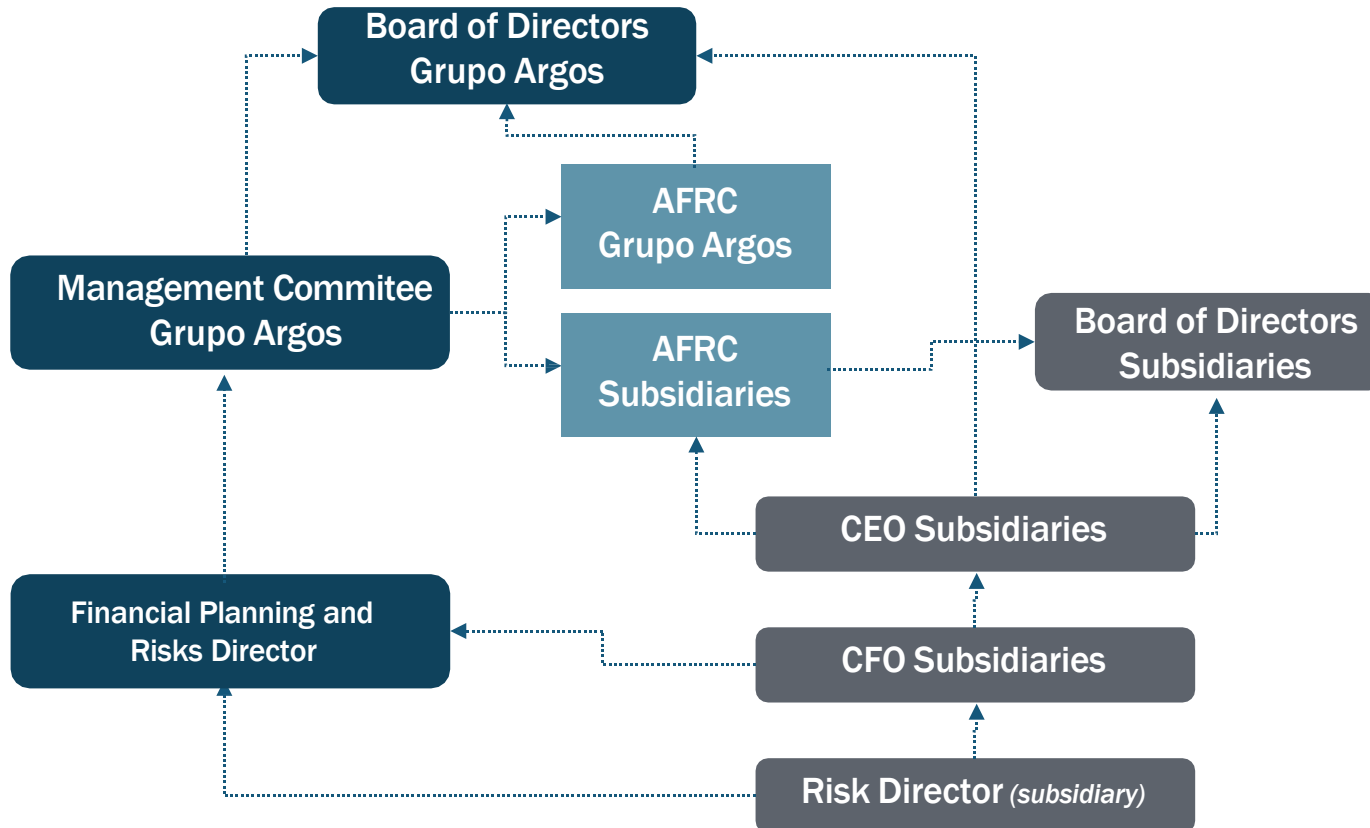 Board of Directors
Grupo Argos
AFRC
Grupo Argos
Management Commitee
Grupo Argos
AFRC
Subsidiaries
Board of Directors
Subsidiaries
CEO Subsidiaries
Financial Planning and
Risks Director
CFO Subsidiaries
Risk Director (subsidiary)